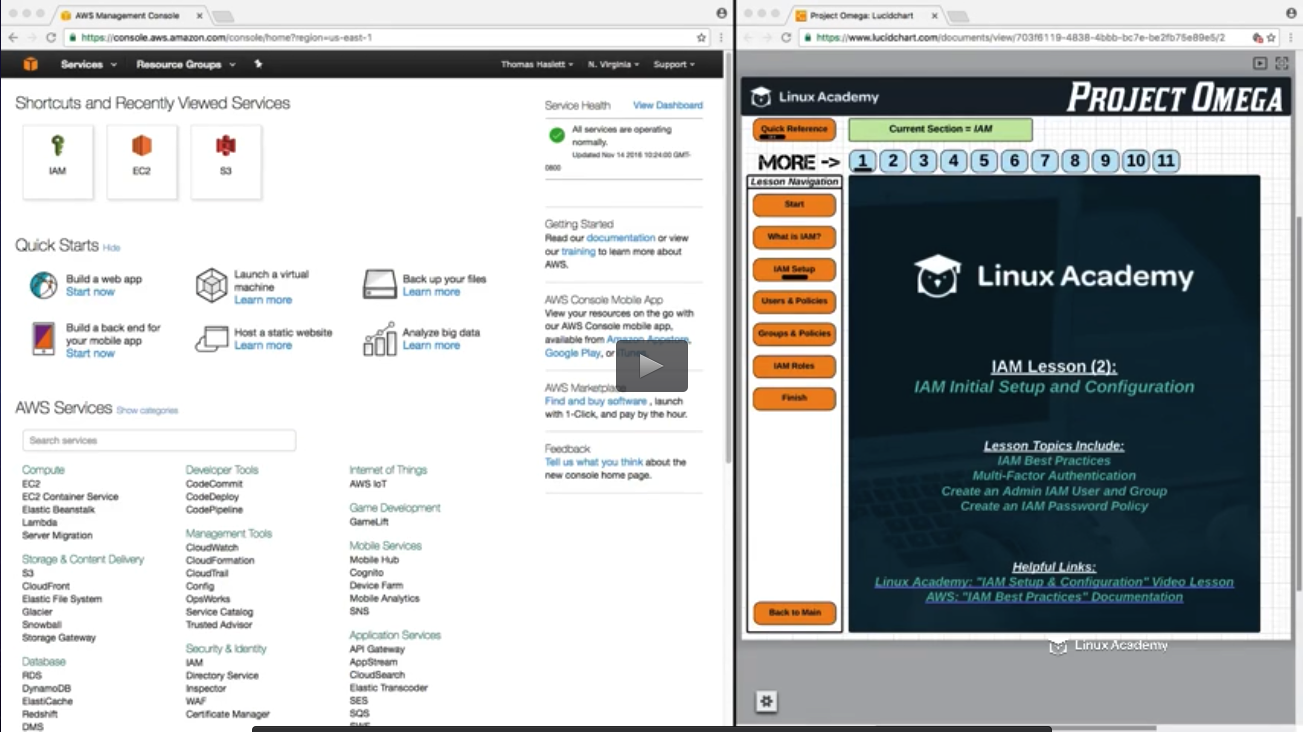 AWS Management Console
https://console.aws.amazon.com/console/home?region=us-east-1
Services
Resource Groups
Thomas Haslett
N. Virginia
Support
Shortcuts and Recently Viewed Services
IAM
EC2
S3
Quick Starts Hide
Build a web app
Start now
Launch a virtual
machine
Learn more
Back up your files
Learn more
Build a back end for
your mobile app
Start now
Host a static website
Learn more
Analyze big data
Learn more
AWS Services Show categories
Search services
Compute
EC2
EC2 Container Service
Elastic Beanstalk
Lambda
Server Migration
Storage & Content Delivery
S3
CloudFront
Elastic File System
Glacier
Snowball
Storage Gateway
Database
RDS
DynamoDB
ElastiCache
Redshift
DMS
Developer Tools
CodeCommit
CodeDeploy
CodePipeline
Management Tools
CloudWatch
CloudFormation
CloudTrail
Config
OpsWorks
Service Catalog
Trusted Advisor
Security & Identity
IAM
Directory Service
Inspector
WAF
Certificate Manager
Internet of Things
AWS IoT
Game Development
GameLift
Mobile Services
Mobile Hub
Cognito
Device Farm
Mobile Analytics
SNS
Application Services
API Gateway
AppStream
CloudSearch
Elastic Transcoder
SES
SQS
SWF
Service Health View Dashboard
All services are operating
normally.
Updated Nov 14 2016 10:24:00 GMT-
0800
Getting Started
Read our documentation or view
our training to learn more about
AWS.
AWS Console Mobile App
View your resources on the go with
our AWS Console mobile app,
available from Amazon Appstore,
Google Play, or iTunes.
AWS Marketplace
Find and buy software , launch
with 1-Click, and pay by the hour.
Feedback
Tell us what you think about the
new console home page.
Project Omega: Lucidchart
https://www.lucidchart.com/documents/view/703f6119-4838-4bbb-bc7e-be2fb75e89e5/2
Linux Academy
PROJECT OMEGA
Quick Reference
Current Section = IAM
MORE ->
1 2 3 4 5 6 7 8 9 10 11
Lesson Navigation
Start
What is IAM?
IAM Setup
Users & Policies
Groups & Policies
IAM Roles
Finish
Back to Main
Linux Academy
IAM Lesson (2):
IAM Initial Setup and Configuration
Lesson Topics Include:
IAM Best Practices
Multi-Factor Authentication
Create an Admin IAM User and Group
Create an IAM Password Policy
Helpful Links:
Linux Academy: "IAM Setup & Configuration" Video Lesson
AWS: "IAM Best Practices" Documentation
Linux Academy